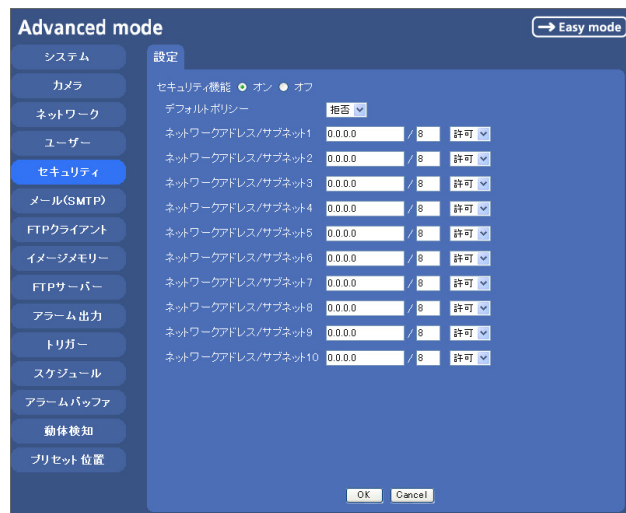 Advanced mode
→ Easy mode
システム
カメラ
ネットワーク
ユーザー
セキュリティ
メール(SMTP)
FTPクライアント
イメージメモリー
FTPサーバー
アラーム出力
トリガー
スケジュール
アラームバッファ
動体検知
プリセット位置
設定
セキュリティ機能 オン オフ
デフォルトポリシー 拒否
ネットワークアドレス/サブネット1 0.0.0.0 / 8 許可
ネットワークアドレス/サブネット2 0.0.0.0 / 8 許可
ネットワークアドレス/サブネット3 0.0.0.0 / 8 許可
ネットワークアドレス/サブネット4 0.0.0.0 / 8 許可
ネットワークアドレス/サブネット5 0.0.0.0 / 8 許可
ネットワークアドレス/サブネット6 0.0.0.0 / 8 許可
ネットワークアドレス/サブネット7 0.0.0.0 / 8 許可
ネットワークアドレス/サブネット8 0.0.0.0 / 8 許可
ネットワークアドレス/サブネット9 0.0.0.0 / 8 許可
ネットワークアドレス/サブネット10 0.0.0.0 / 8 許可
OK Cancel